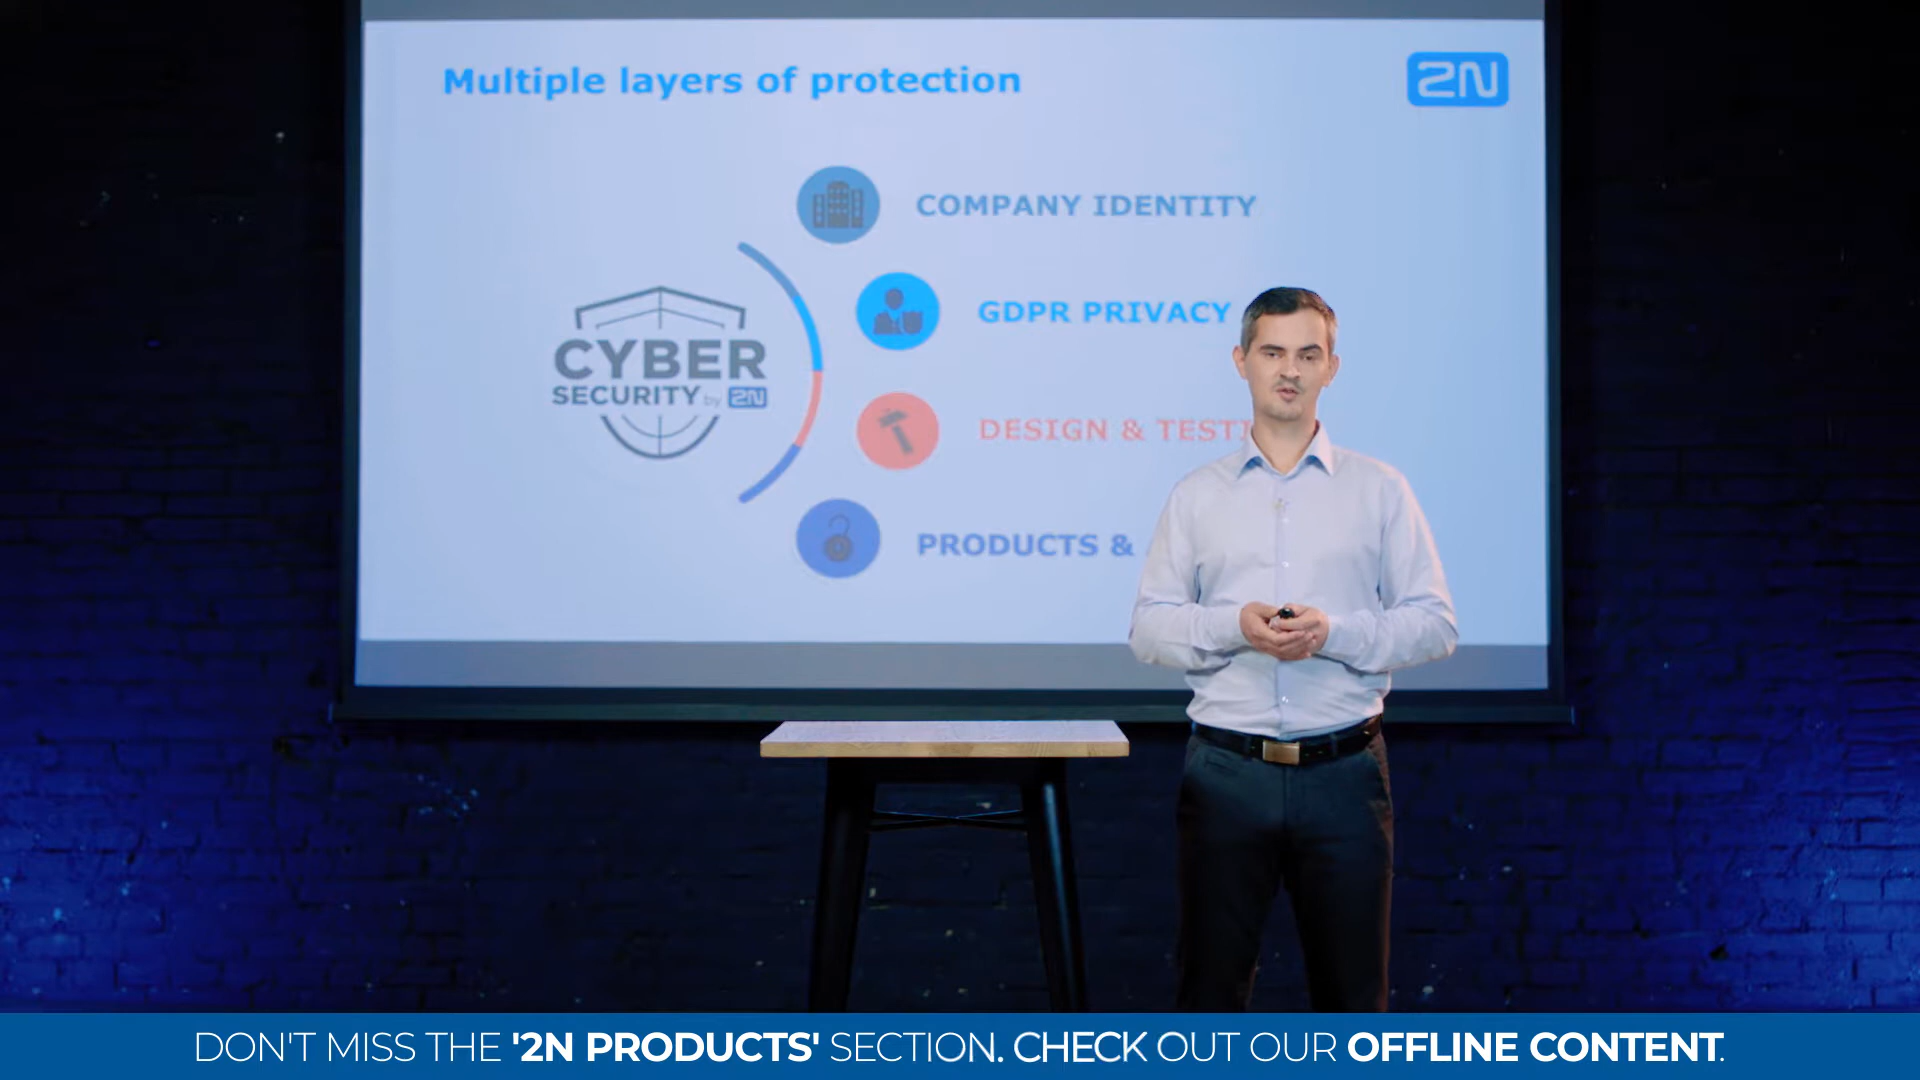 Multiple layers of protection
2N
COMPANY IDENTITY
GDPR PRIVACY
CYBER
SECURITY by 2N
DESIGN &
PRODUCTS &
DON'T MISS THE '2N PRODUCTS' SECTION. CHECK OUT OUR OFFLINE CONTENT.